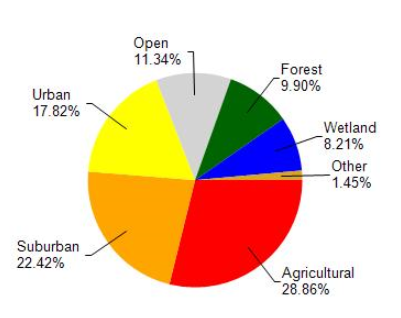 Open
11.34%
Forest
9.90%
Urban
17.82%
Wetland
8.21%
Other
1.45%
Suburban
22.42%
Agricultural
28.86%